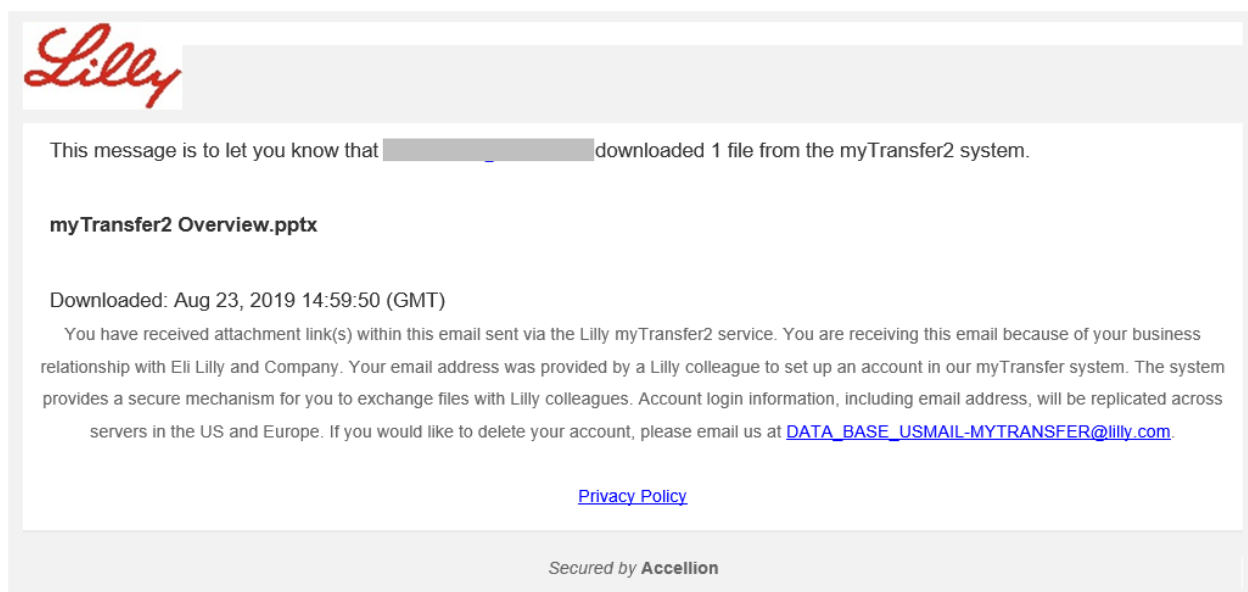 Lilly
This message is to let you know that downloaded 1 file from the myTransfer2 system.
myTransfer2 Overview.pptx
Downloaded: Aug 23, 2019 14:59:50 (GMT)
You have received attachment link(s) within this email sent via the Lilly myTransfer2 service. You are receiving this email because of your business
relationship with Eli Lilly and Company. Your email address was provided by a Lilly colleague to set up an account in our myTransfer system. The system
provides a secure mechanism for you to exchange files with Lilly colleagues. Account login information, including email address, will be replicated across
servers in the US and Europe. If you would like to delete your account, please email us at DATA_BASE_USMAIL-MYTRANSFER@lilly.com.
Privacy Policy
Secured by Accellion